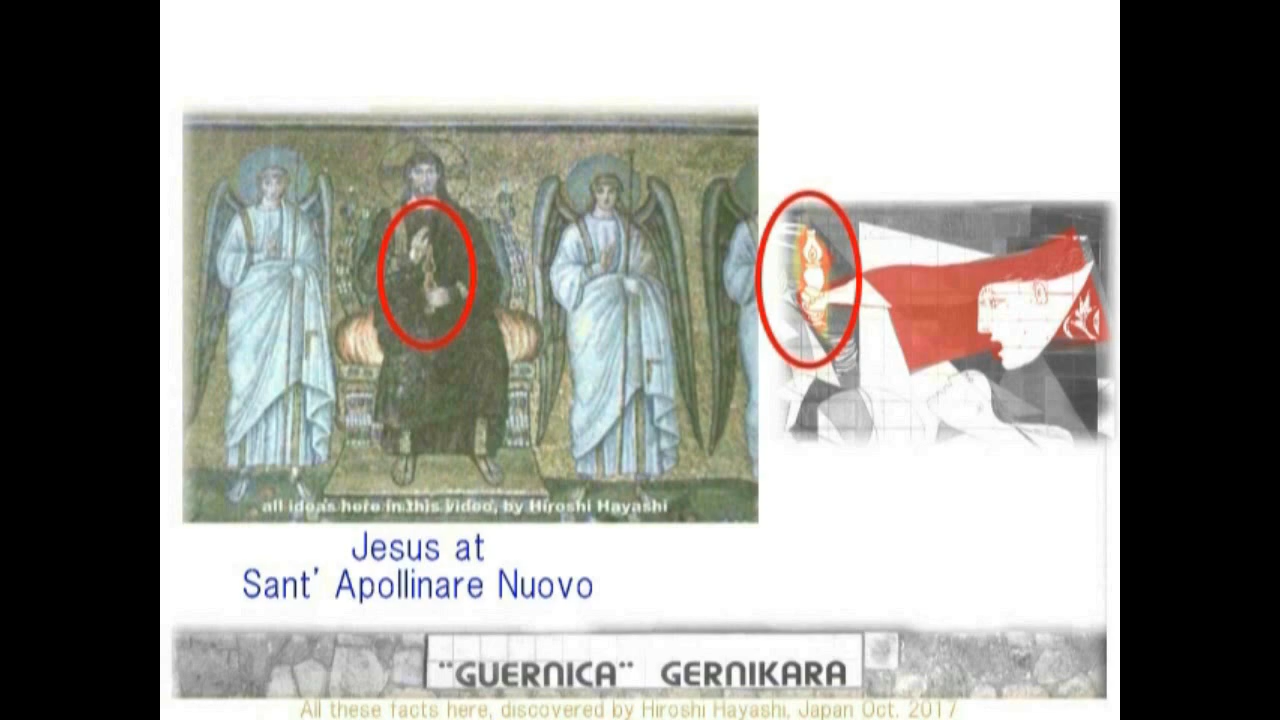 all ideas here in this video, by Hiroshi Hayashi
Jesus at
Sant' Apollinare Nuovo
"GUERNICA" GERNIKARA
All these facts here, discovered by Hiroshi Hayashi, Japan Oct. 2017